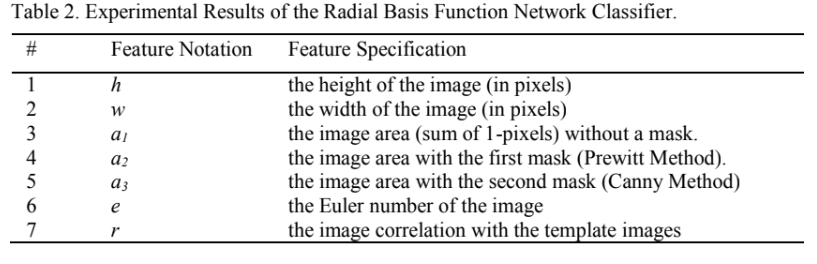 Table 2. Experimental Results of the Radial Basis Function Network Classifier.
# Feature Notation Feature Specification
1 h the height of the image (in pixels)
2 w the width of the image (in pixels)
3 a1 the image area (sum of 1-pixels) without a mask.
4 a2 the image area with the first mask (Prewitt Method).
5 a3 the image area with the second mask (Canny Method)
6 e the Euler number of the image
7 r the image correlation with the template images